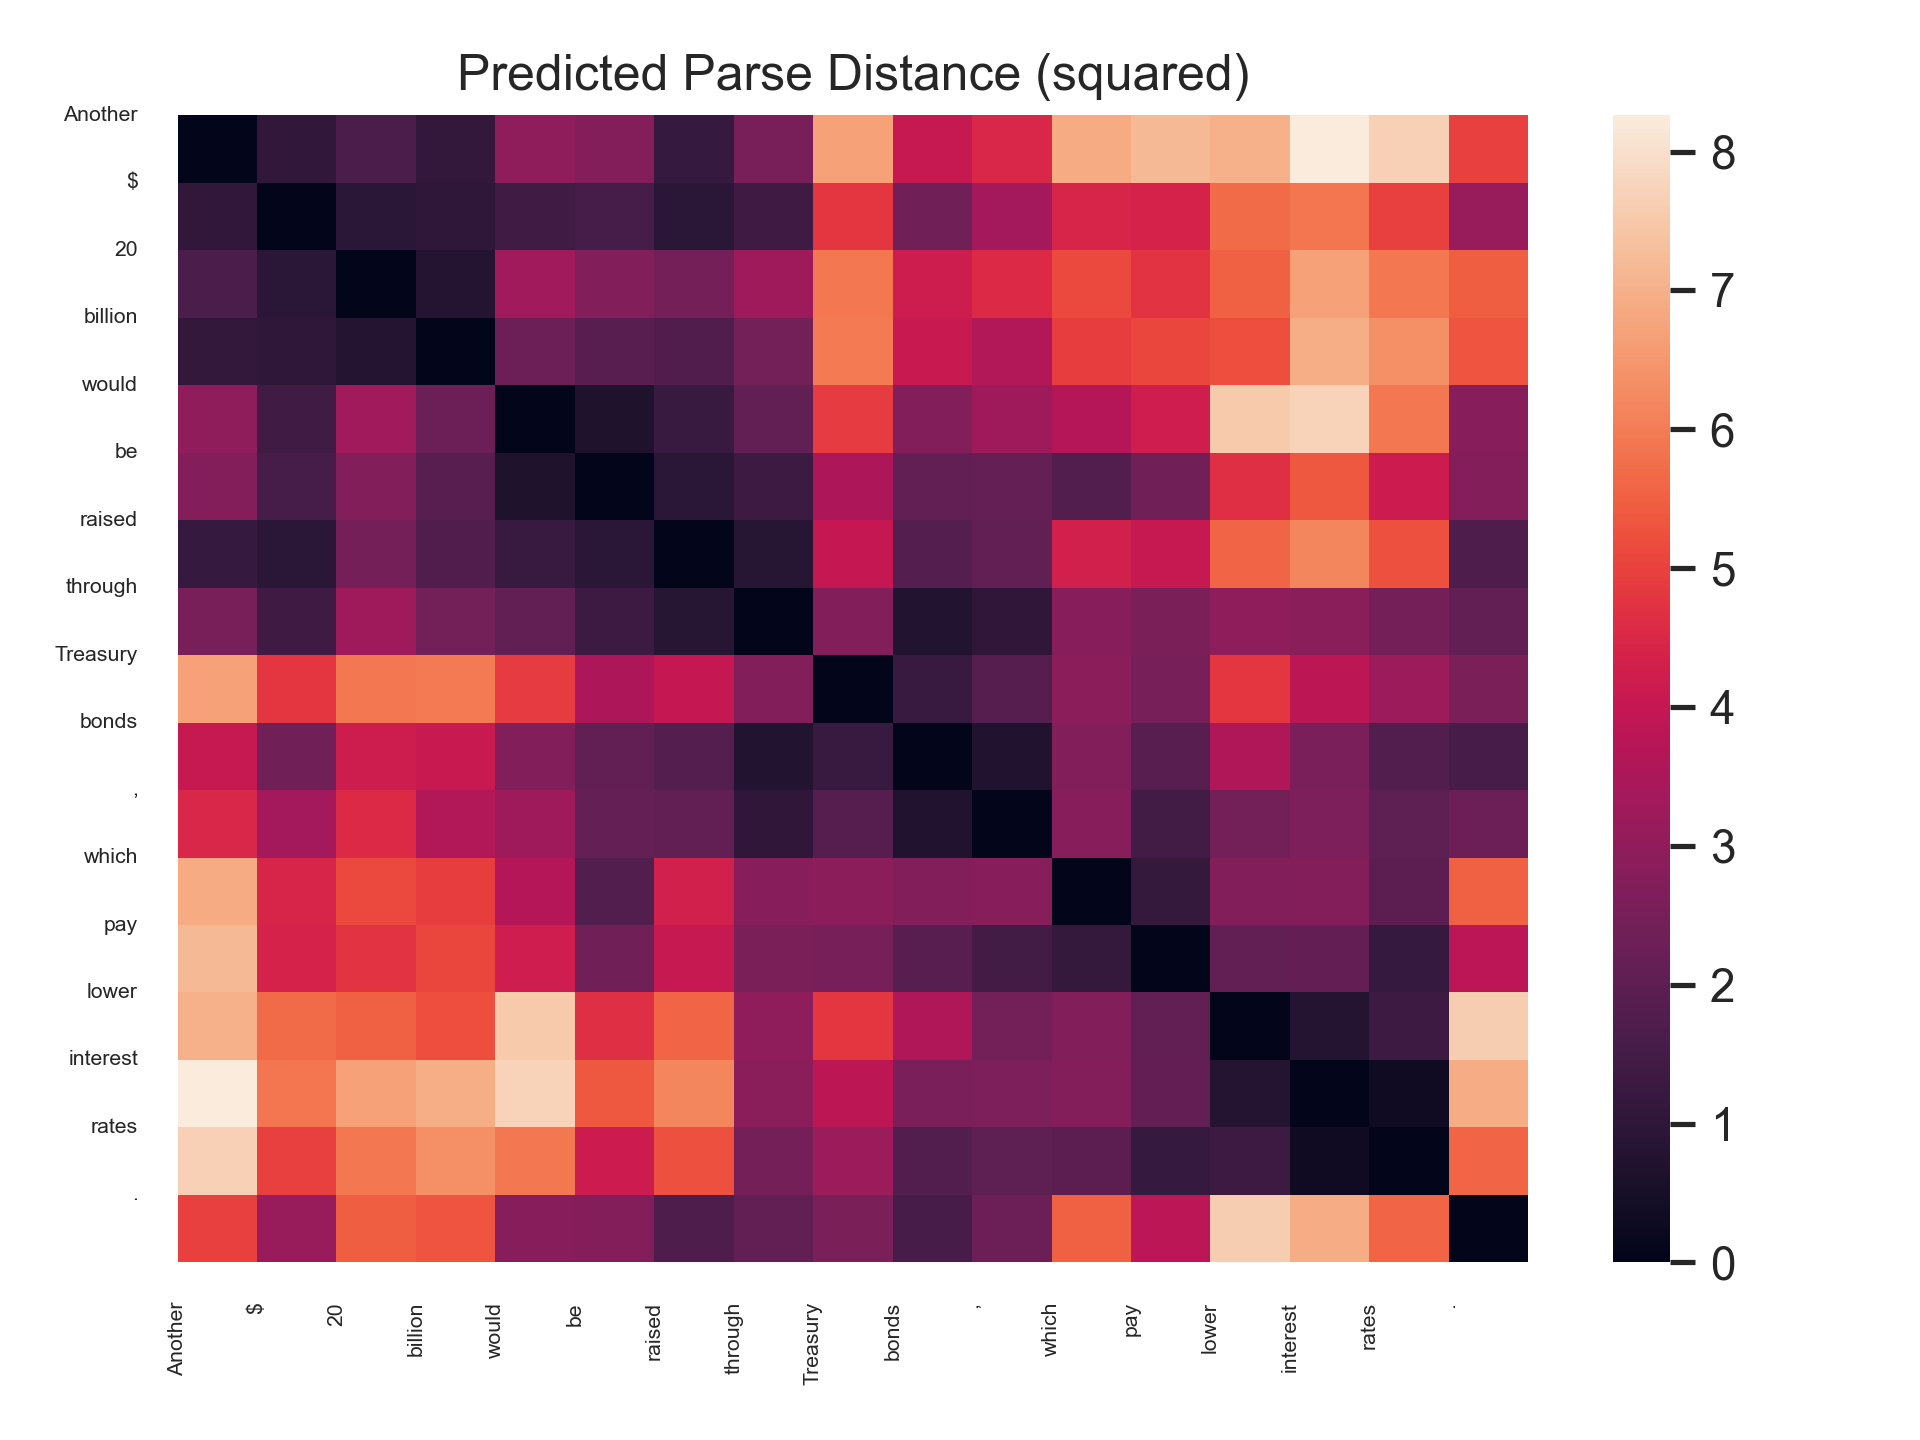 Predicted Parse Distance (squared)
Another
$
20
billion
would
be
raised
through
Treasury
bonds
,
which
pay
lower
interest
rates
.
8
7
6
5
4
3
2
1
0
Another
$
20
billion
would
be
raised
through
Treasury
bonds
,
which
pay
lower
interest
rates
.